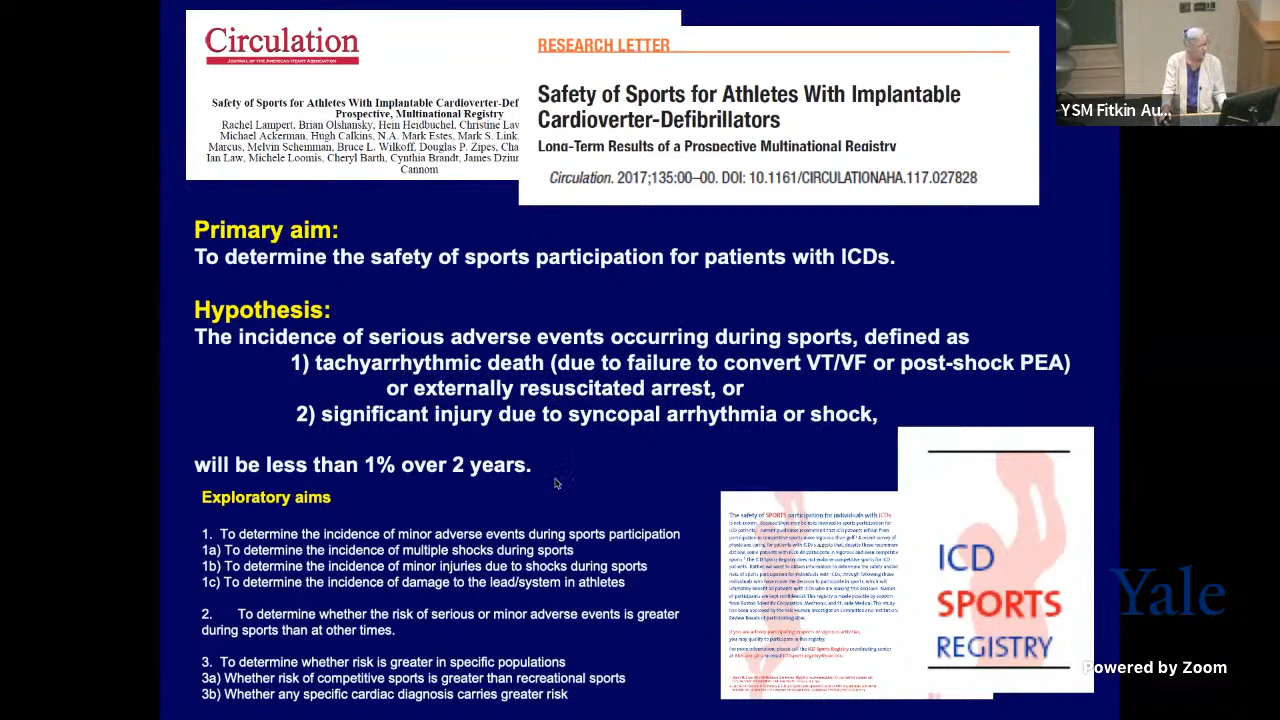 Circulation
JOURNAL OF THE AMERICAN HEART ASSOCIATION
Safety of Sports for Athletes With Implantable Cardioverter-Def
Prospective, Multinational Registry
Rachel Lampert, Brian Olshansky, Hein Heidbuchel, Christine Law
Michael Ackerman, Hugh Calkins, N.A. Mark Estes, Mark S. Link
Marcus, Melvin Scheinman, Bruce L. Wilkoff, Douglas P. Zipes, Cha
Ian Law, Michele Loomis, Cheryl Barth, Cynthia Brandt, James Dziur
Cannom
RESEARCH LETTER
Safety of Sports for Athletes With Implantable
Cardioverter-Defibrillators
Long-Term Results of a Prospective Multinational Registry
Circulation. 2017;135:00–00. DOI: 10.1161/CIRCULATIONAHA.117.027828
YSM Fitkin Au...
Primary aim:
To determine the safety of sports participation for patients with ICDs.
Hypothesis:
The incidence of serious adverse events occurring during sports, defined as
1) tachyarrhythmic death (due to failure to convert VT/VF or post-shock PEA)
or externally resuscitated arrest, or
2) significant injury due to syncopal arrhythmia or shock,
will be less than 1% over 2 years.
Exploratory aims
1. To determine the incidence of minor adverse events during sports participation
1a) To determine the incidence of multiple shocks during sports
1b) To determine the incidence of minor injuries due to shocks during sports
1c) To determine the incidence of damage to the lead/system in athletes
2. To determine whether the risk of serious or minor adverse events is greater
during sports than at other times.
3. To determine whether risk is greater in specific populations
3a) Whether risk of competitive sports is greater than recreational sports
3b) Whether any specific cardiac diagnosis carries greater risk
The safety of SPORTS participation for individuals with ICDs
ICD
SPORTS
REGISTRY
Yale
Powered by Zoom